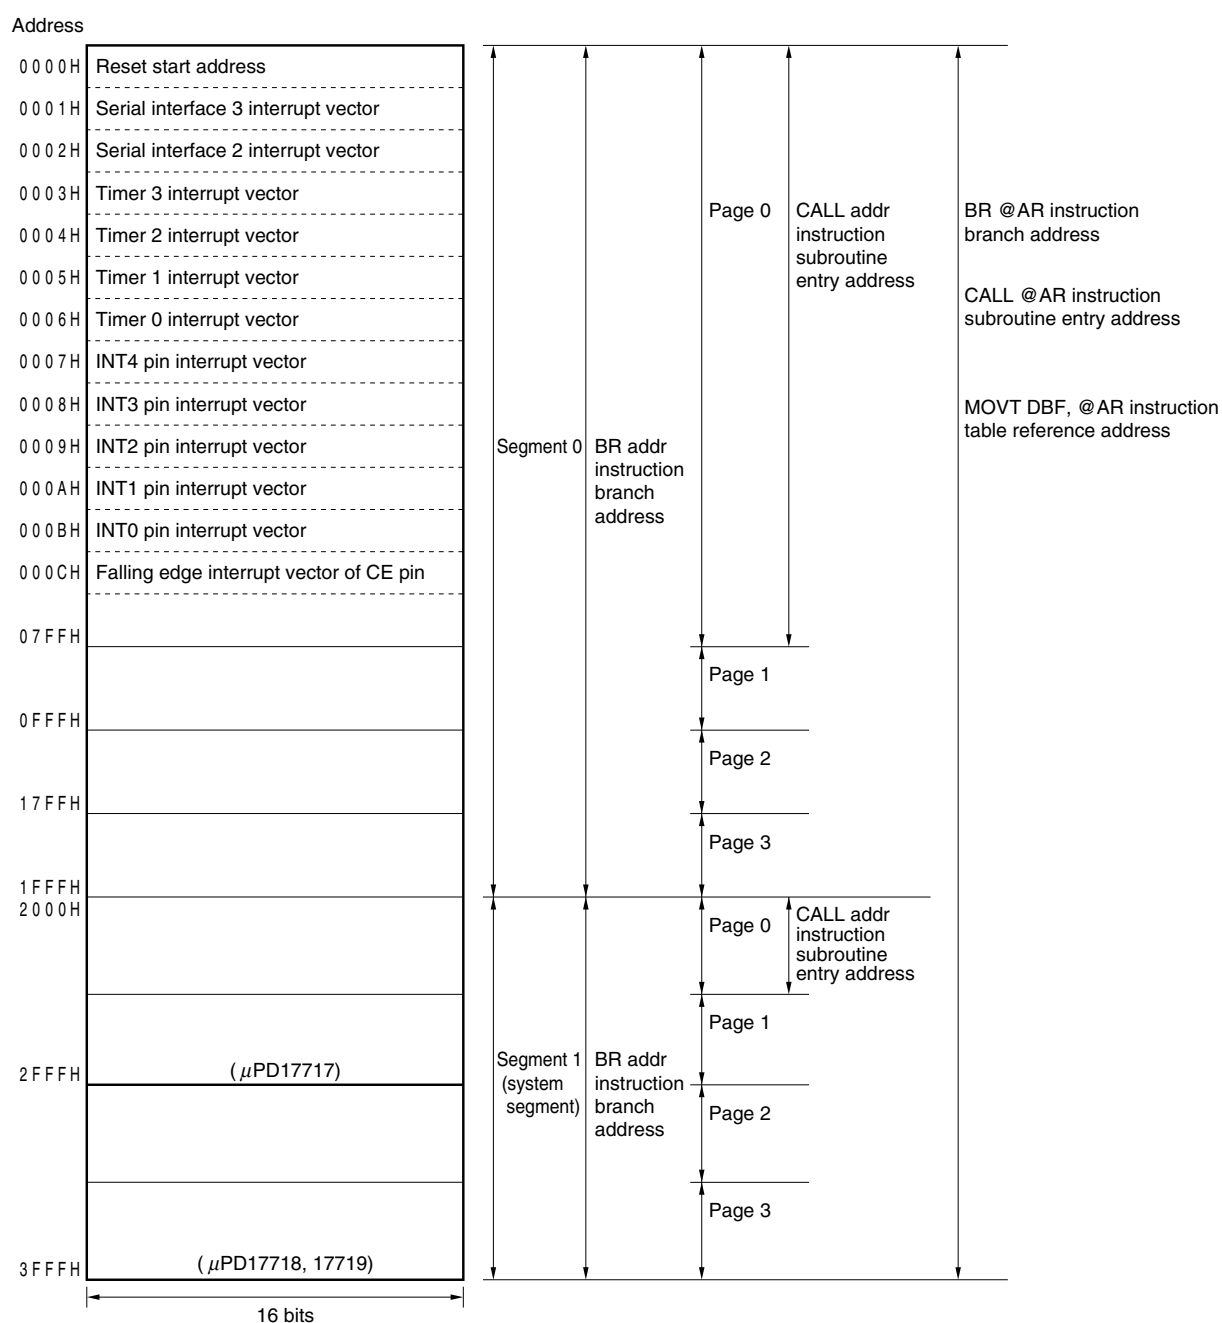 Address
0000H Reset start address
0001H Serial interface 3 interrupt vector
0002H Serial interface 2 interrupt vector
0003H Timer 3 interrupt vector
0004H Timer 2 interrupt vector
0005H Timer 1 interrupt vector
0006H Timer 0 interrupt vector
0007H INT4 pin interrupt vector
0008H INT3 pin interrupt vector
0009H INT2 pin interrupt vector
000AH INT1 pin interrupt vector
000BH INT0 pin interrupt vector
000CH Falling edge interrupt vector of CE pin
07FFH
0FFFH
17FFH
1FFFH
2000H
2FFFH
(μPD17717)
3FFFH
(μPD17718, 17719)
16 bits
Segment 0
BR addr
instruction
branch
address
Page 0
CALL addr
instruction
subroutine
entry address
Page 1
Page 2
Page 3
Segment 1
(system
segment)
BR addr
instruction
branch
address
Page 0
CALL addr
instruction
subroutine
entry address
Page 1
Page 2
Page 3
BR @AR instruction
branch address
CALL @AR instruction
subroutine entry address
MOVT DBF, @AR instruction
table reference address